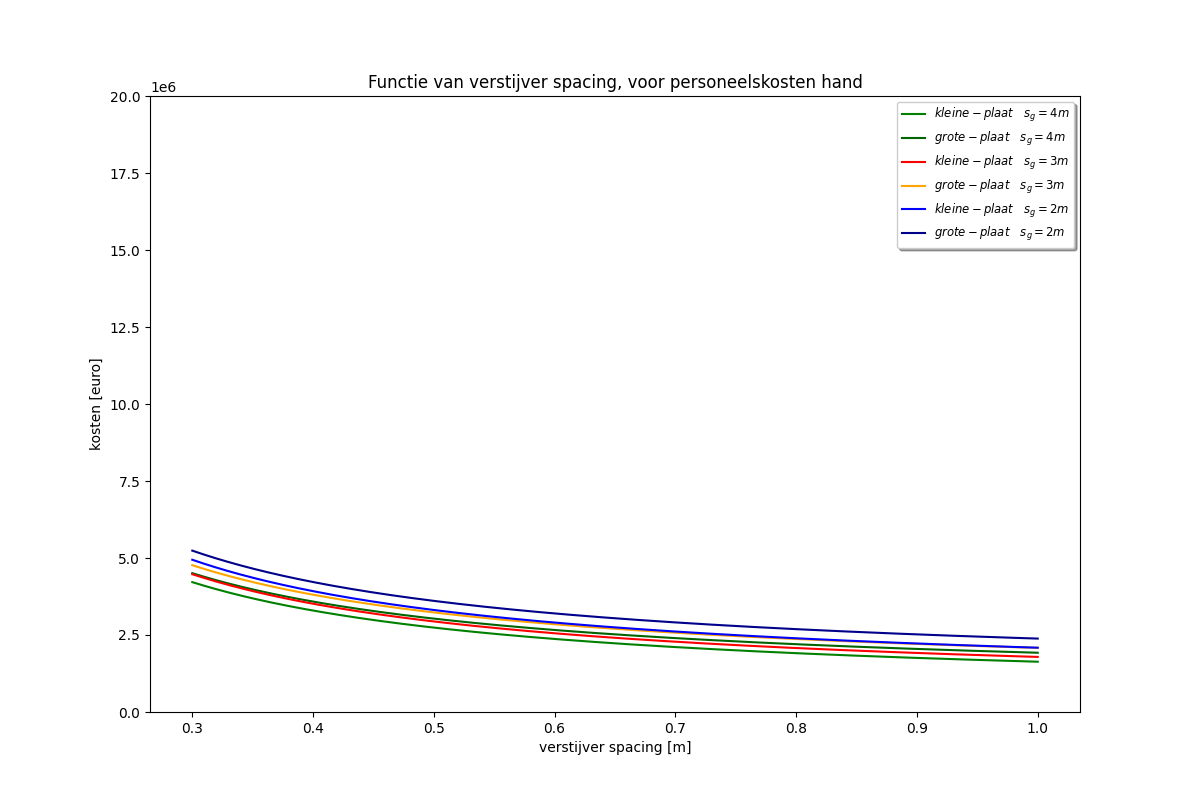 Functie van verstijver spacing, voor personeelskosten hand
1e6
20.0
17.5
15.0
12.5
10.0
7.5
5.0
2.5
0.0
kosten [euro]
kleine − plaat s_g = 4m
grote − plaat s_g = 4m
kleine − plaat s_g = 3m
grote − plaat s_g = 3m
kleine − plaat s_g = 2m
grote − plaat s_g = 2m
0.3 0.4 0.5 0.6 0.7 0.8 0.9 1.0
verstijver spacing [m]